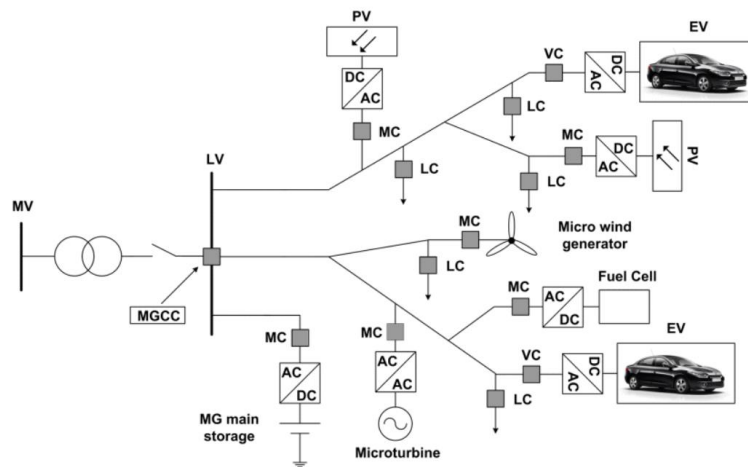 PV
EV
DC
AC
VC
AC
DC
MC
LC
LV
LC
MC
AC
DC
PV
LC
MV
MC
Micro wind
generator
LC
MGCC
MC
AC
DC
Fuel Cell
EV
MC
AC
DC
MG main
storage
MC
AC
AC
Microturbine
VC
AC
DC
LC